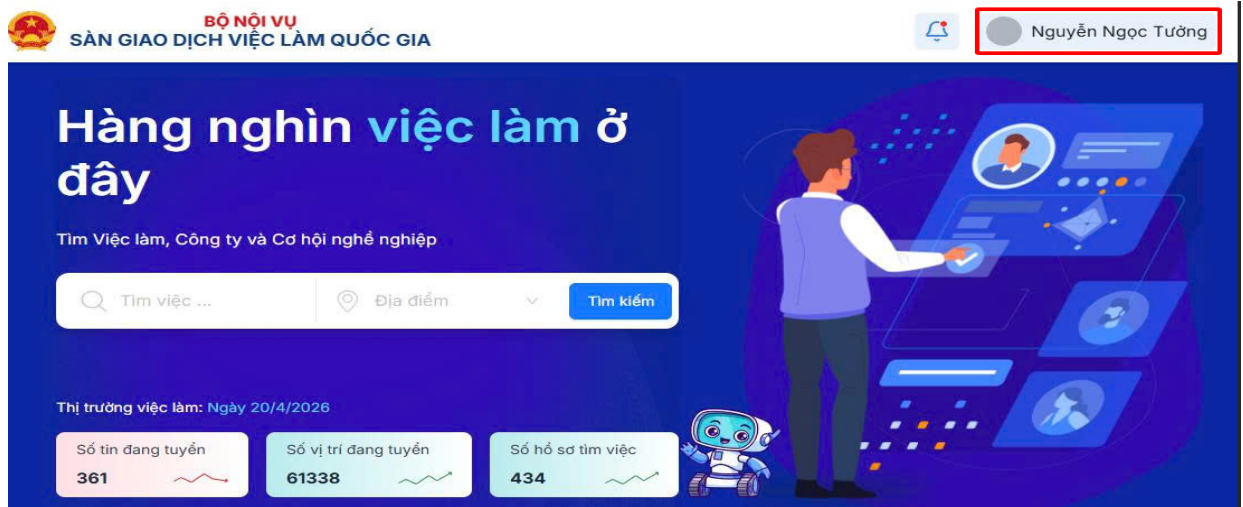 BỘ NỘI VỤ
SÀN GIAO DỊCH VIỆC LÀM QUỐC GIA
Nguyễn Ngọc Tường
Hàng nghìn việc làm ở
đây
Tìm Việc làm, Công ty và Cơ hội nghề nghiệp
Tìm việc ...
Địa điểm
Tìm kiếm
Thị trường việc làm: Ngày 20/4/2026
Số tin đang tuyển
361
Số vị trí đang tuyển
61338
Số hồ sơ tìm việc
434